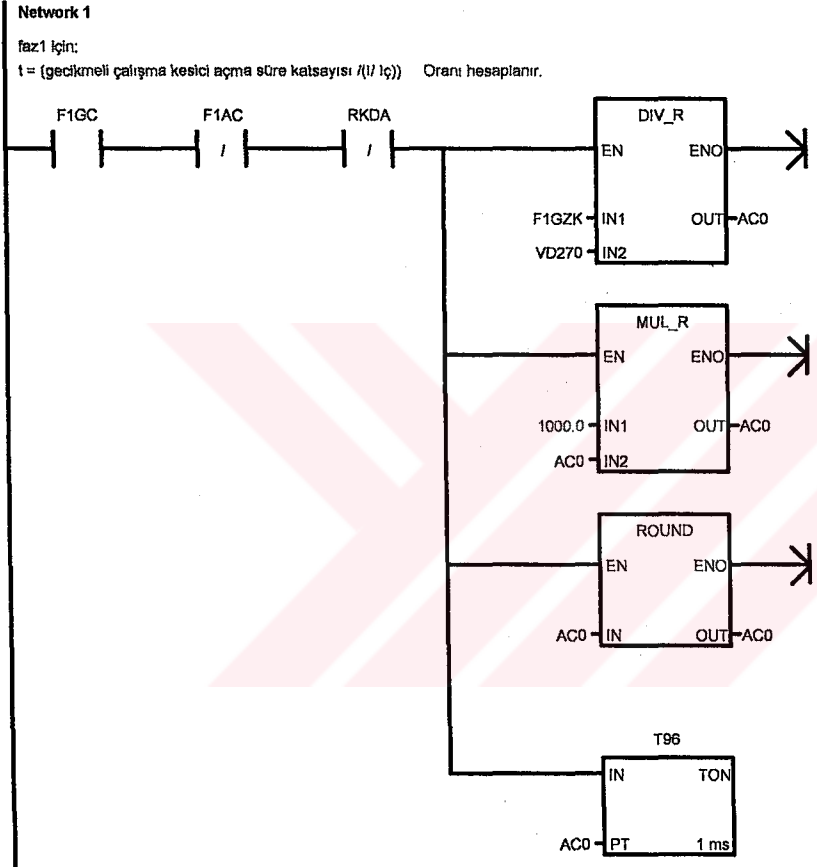 Network 1
faz1 için:
t = (gecikmeli çalışma kesici açma süre katsayısı /(I/ Iç)) Oranı hesaplanır.
F1GC F1AC RKDA
/ /
DIV_R
EN ENO
F1GZK IN1 OUT AC0
VD270 IN2
MUL_R
EN ENO
1000.0 IN1 OUT AC0
AC0 IN2
ROUND
EN ENO
AC0 IN OUT AC0
T96
IN TON
AC0 PT 1 ms